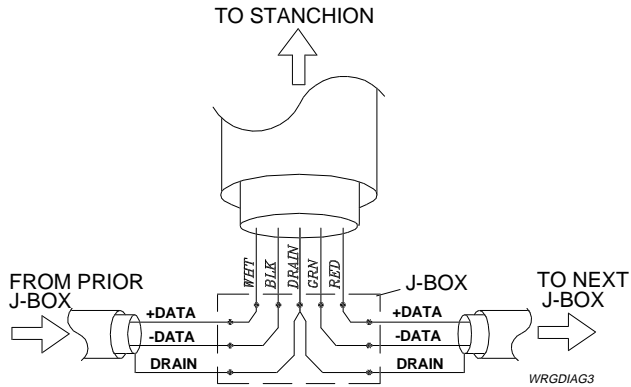 TO STANCHION
WHT
BLK
DRAIN
GRN
RED
FROM PRIOR
J-BOX
J-BOX
TO NEXT
J-BOX
+DATA
-DATA
DRAIN
+DATA
-DATA
DRAIN
WRGDIAG3